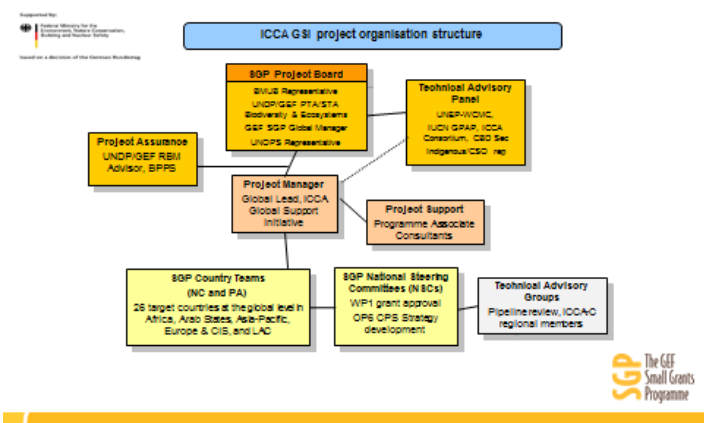 Supported by:
Federal Ministry for the
Environment, Nature Conservation,
Building and Nuclear Safety
based on a decision of the German Bundestag
ICCA GSI project organisation structure
SGP Project Board
BMUB Representative
UNDP/GEF PTA/STA
Biodiversity & Ecosystems
GEF SGP Global Manager
UNOPS Representative
Technical Advisory
Panel
UNEP-WCMC,
IUCN GPAP, ICCA
Consortium, CBD Sec
Indigenous/CSO rep
Project Assurance
UNDP/GEF RBM
Advisor, BPPS
Project Manager
Global Lead, ICCA
Global Support
Initiative
Project Support
Programme Associate
Consultants
SGP Country Teams
(NC and PA)
26 target countries at the global level in
Africa, Arab States, Asia-Pacific,
Europe & CIS, and LAC
SGP National Steering
Committees (NSCs)
WP1 grant approval
OP6 CPS Strategy
development
Technical Advisory
Groups
Pipeline review, ICCA-C
regional members
SGP
The GEF
Small Grants
Programme